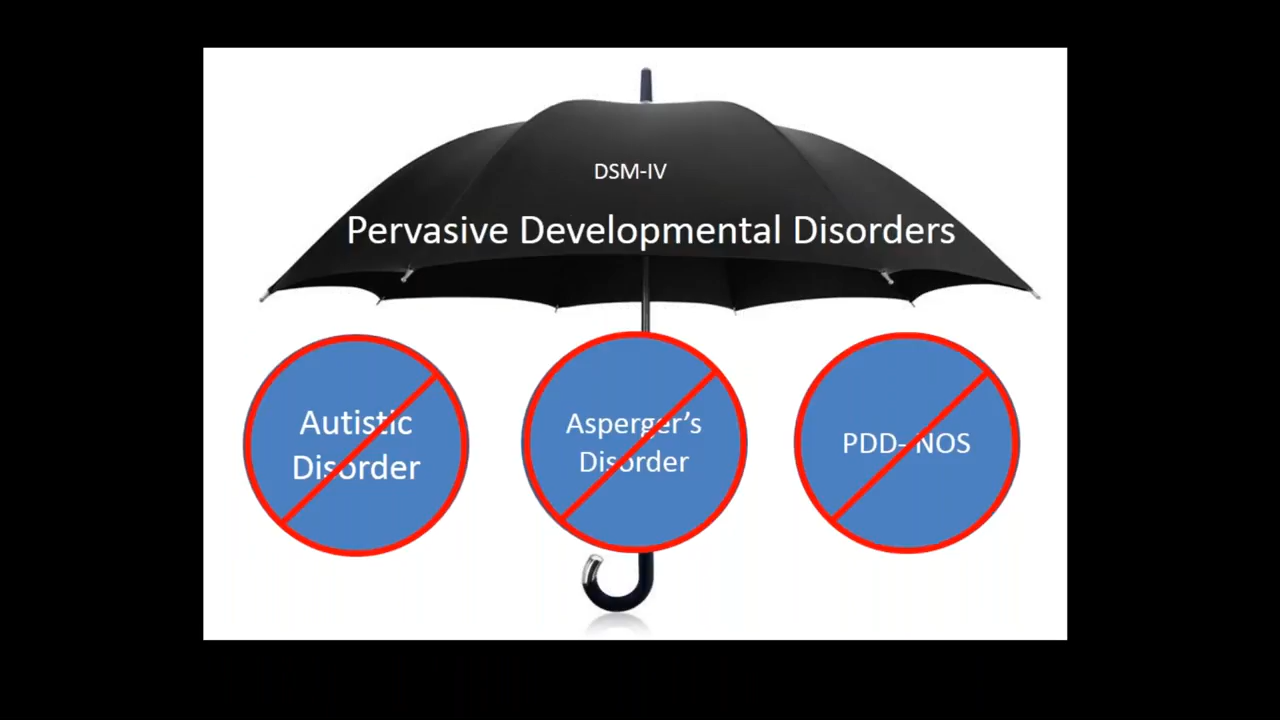 DSM-IV
Pervasive Developmental Disorders
Autistic
Disorder
Asperger’s
Disorder
PDD- NOS